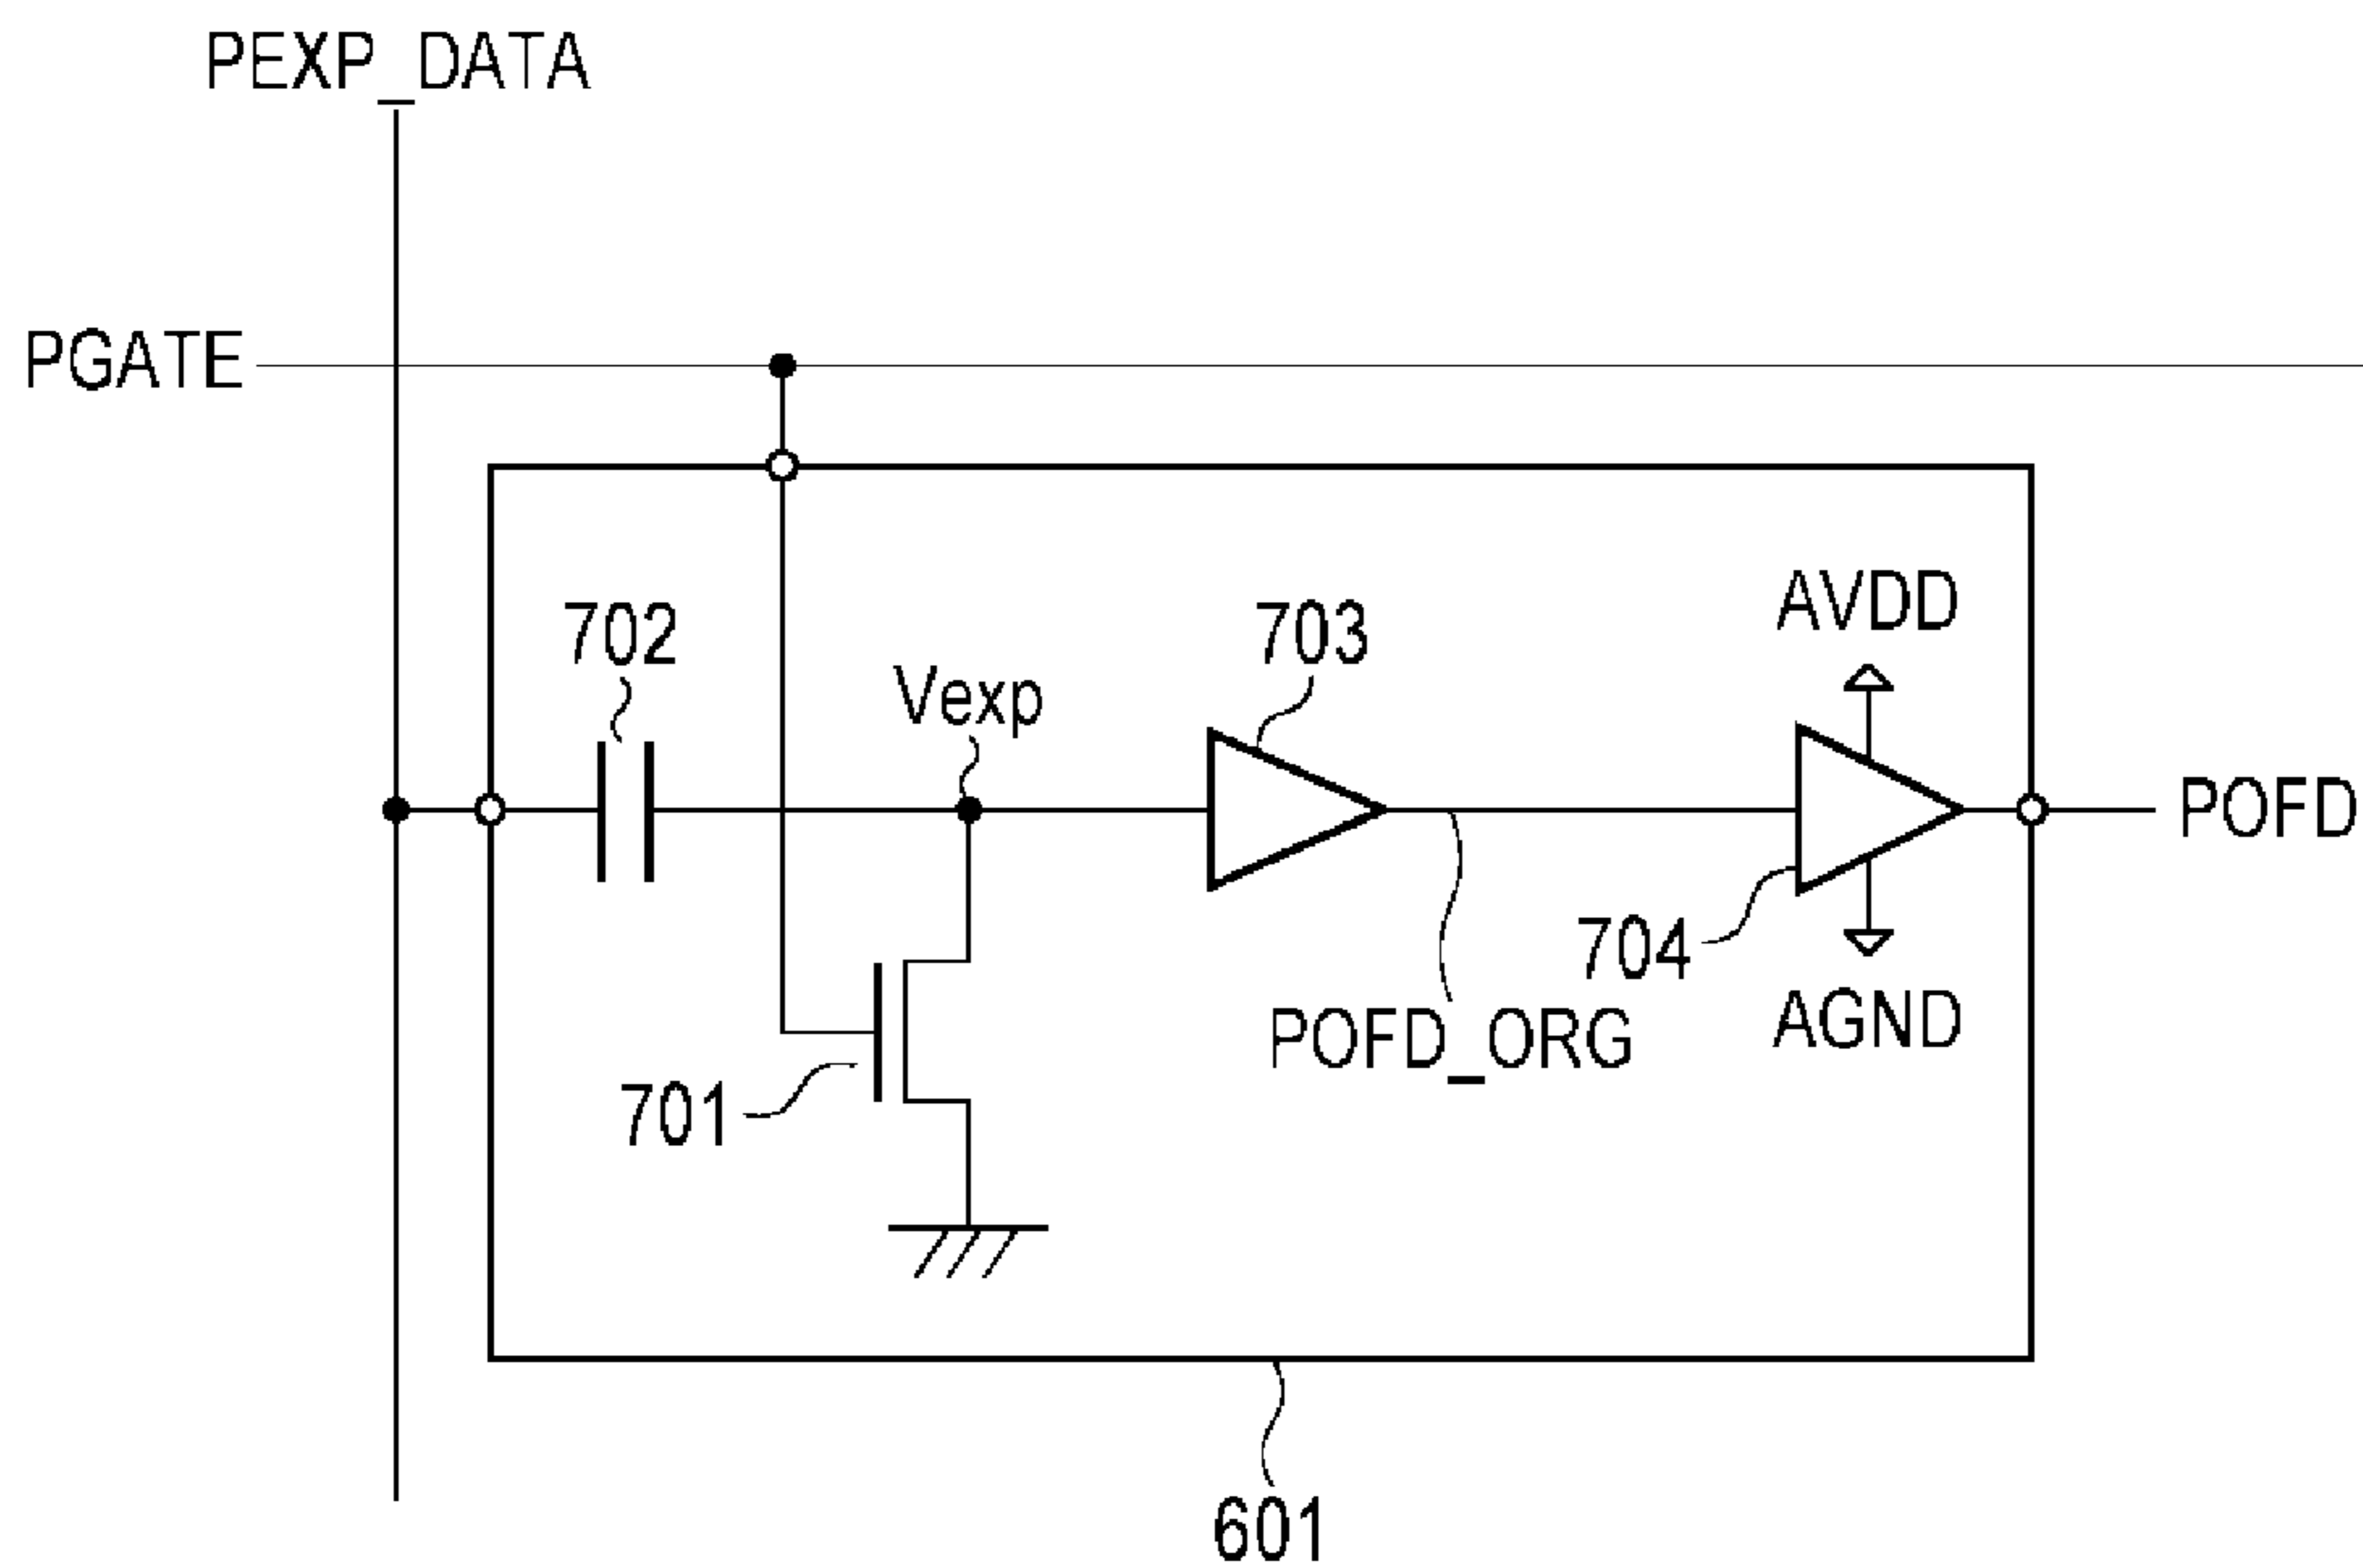 PEXP_DATA
PGATE
AVDD
702
703
Vexp
POFD
704
AGND
POFD_ORG
701
601